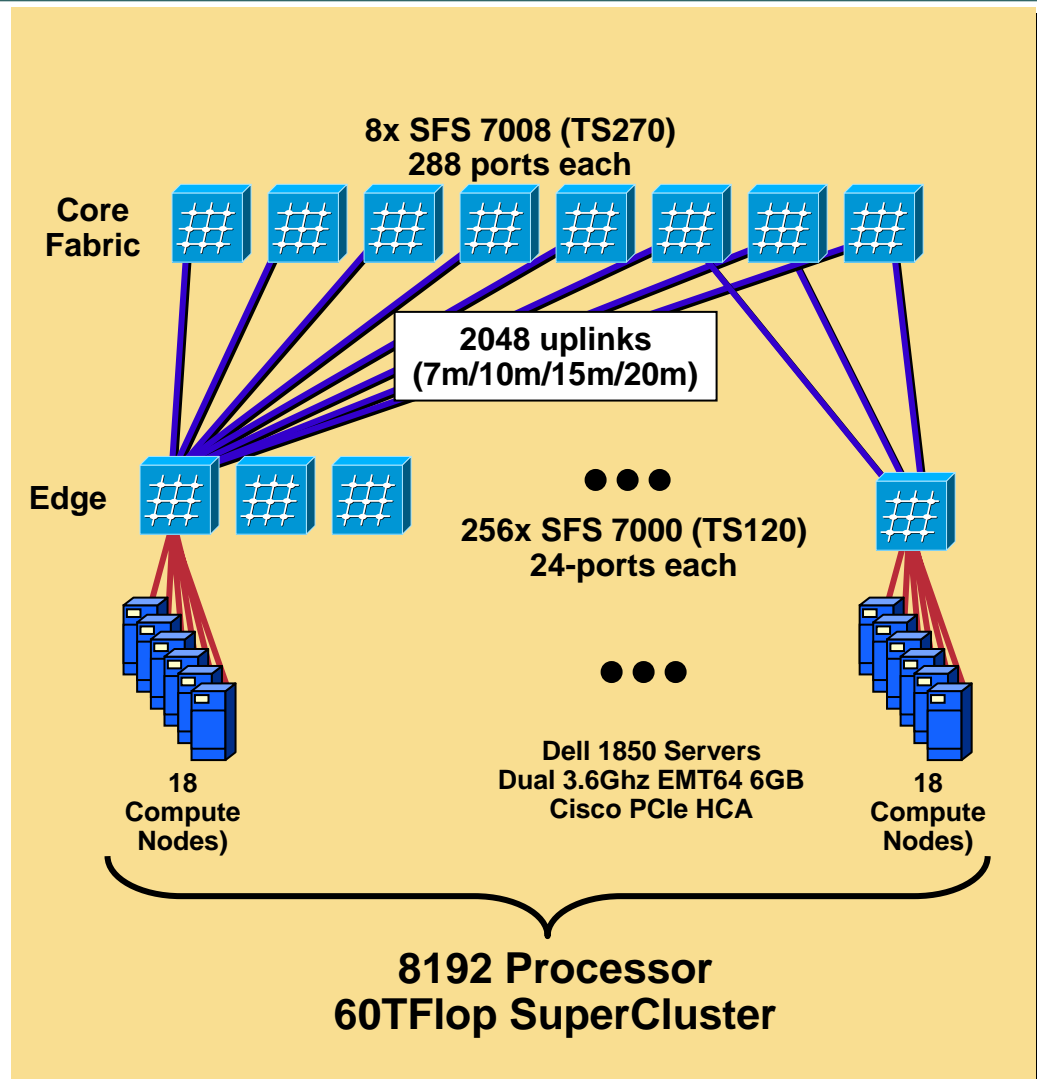 8x SFS 7008 (TS270)
288 ports each
Core
Fabric
2048 uplinks
(7m/10m/15m/20m)
Edge
256x SFS 7000 (TS120)
24-ports each
18
Compute
Nodes)
Dell 1850 Servers
Dual 3.6Ghz EMT64 6GB
Cisco PCIe HCA
18
Compute
Nodes)
8192 Processor
60TFlop SuperCluster